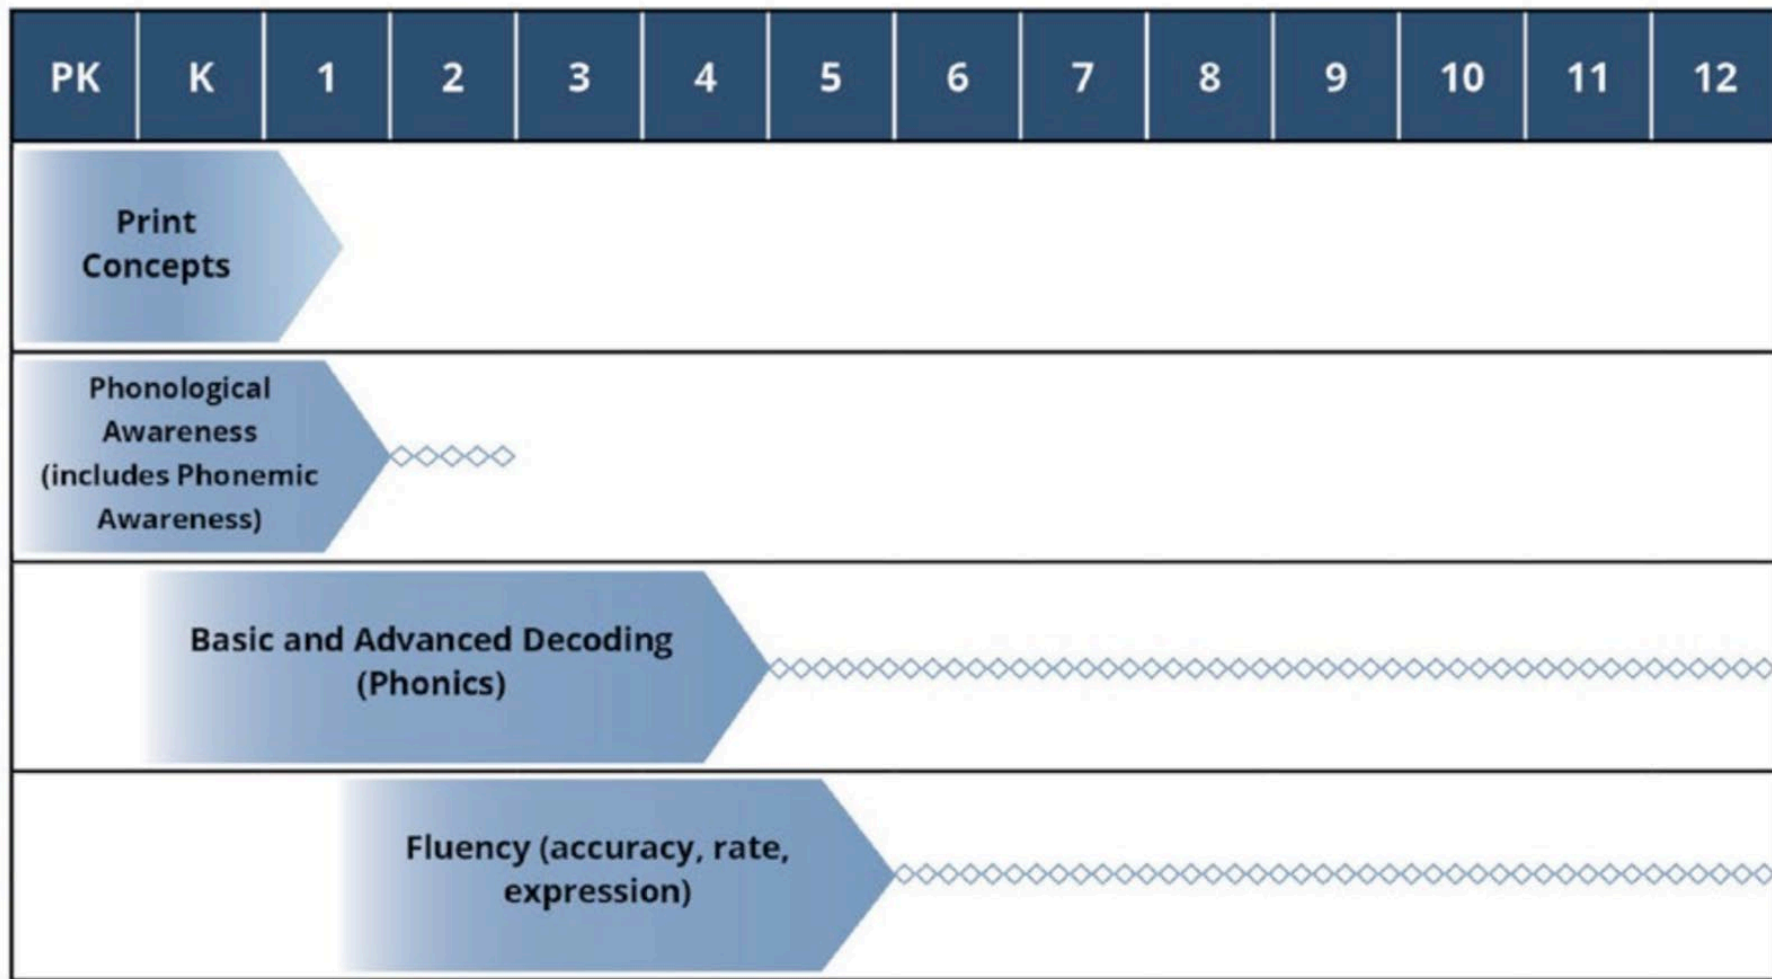 PK K 1 2 3 4 5 6 7 8 9 10 11 12
Print
Concepts
Phonological
Awareness
(includes Phonemic
Awareness)
Basic and Advanced Decoding
(Phonics)
Fluency (accuracy, rate,
expression)